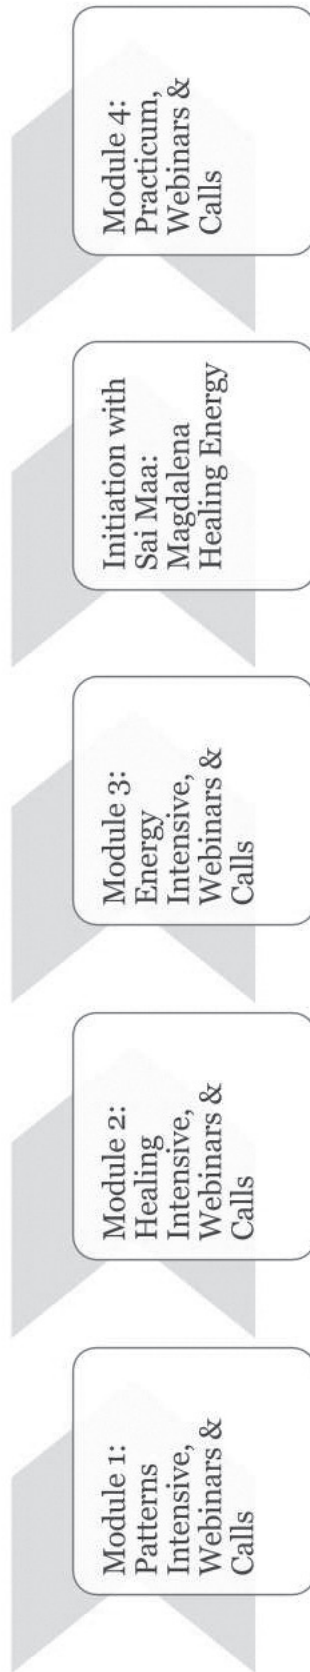 Module 1:
Patterns
Intensive,
Webinars &
Calls
Module 2:
Healing
Intensive,
Webinars &
Calls
Module 3:
Energy
Intensive,
Webinars &
Calls
Initiation with
Sai Maa:
Magdalena
Healing Energy
Module 4:
Practicum,
Webinars &
Calls